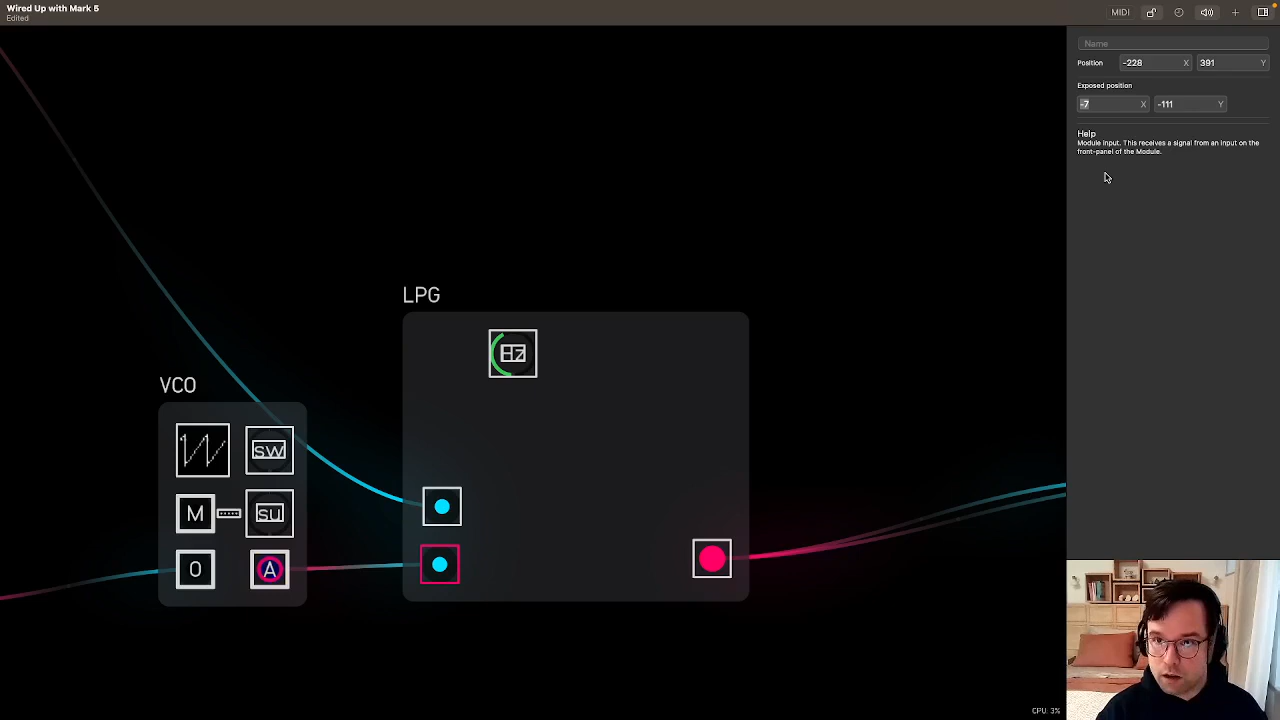 Wired Up with Mark 5
Edited
MIDI
Name
Position
-228 X
391 Y
Exposed position
-7 X
-111 Y
Help
Module input. This receives a signal from an input on the
front-panel of the Module.
LPG
Hz
VCO
sw
M
su
0
A
CPU: 3%